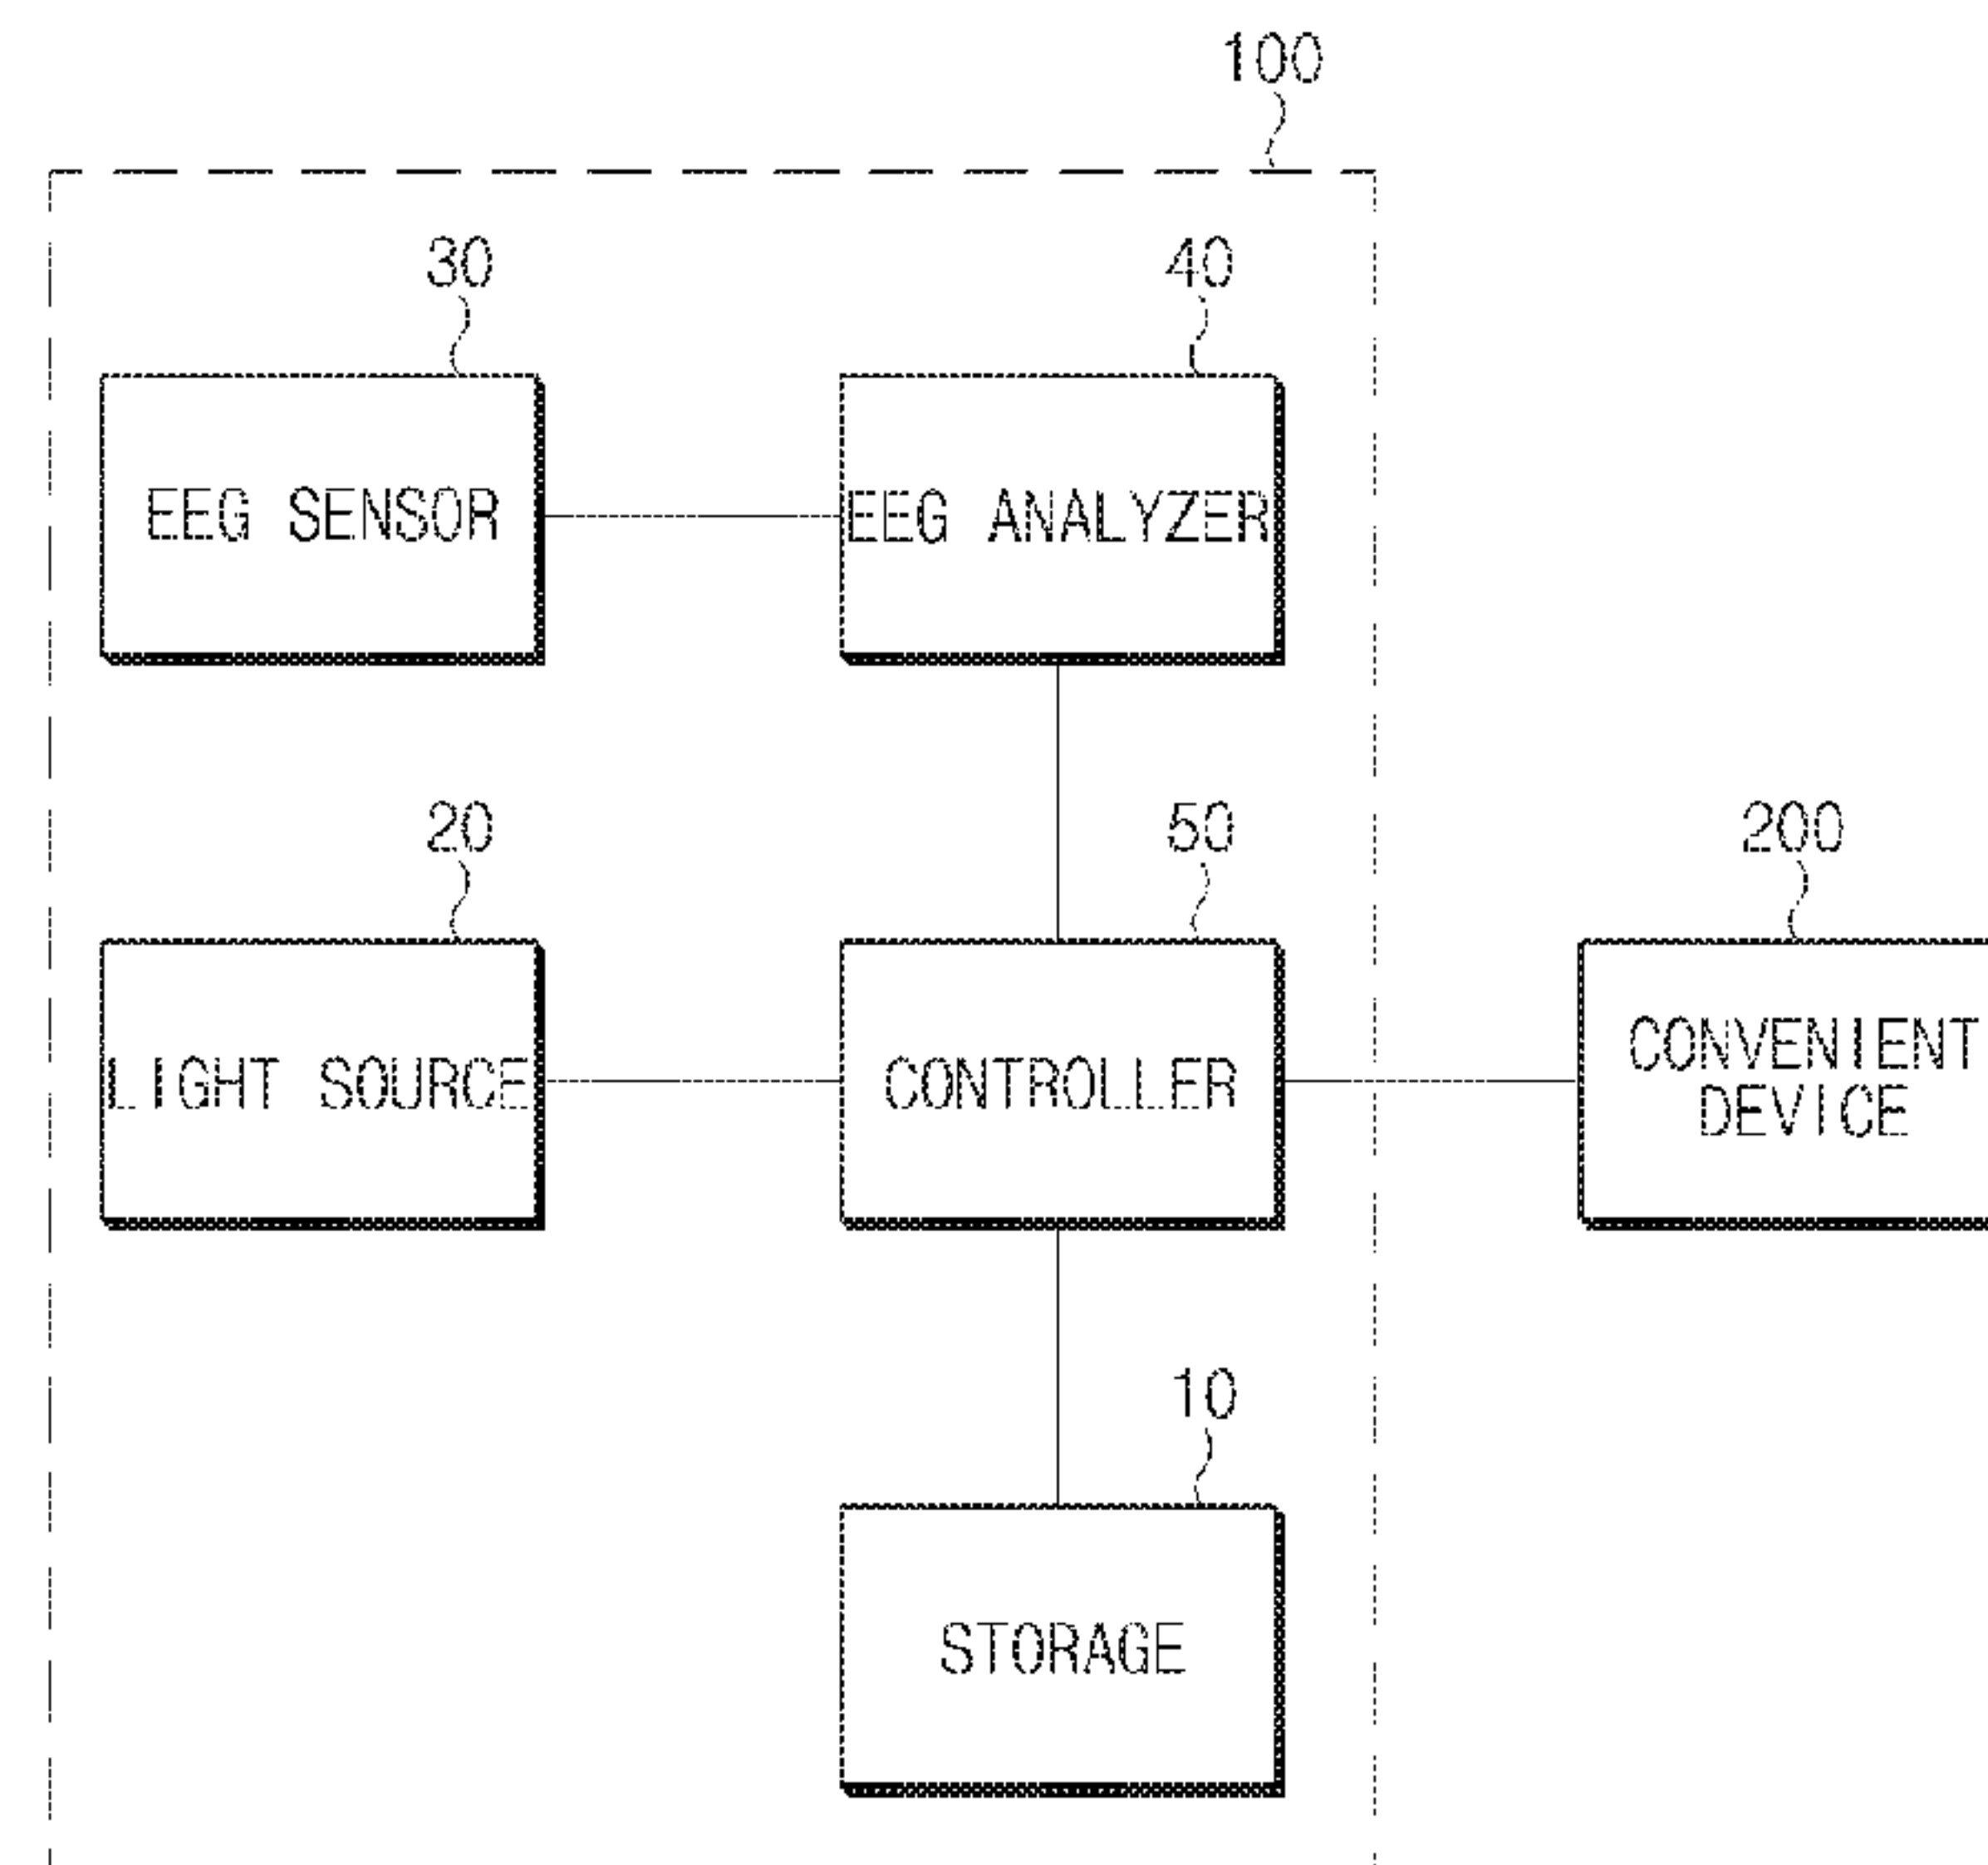 100
30
40
EEG SENSOR
EEG ANALYZER
20
50
200
LIGHT SOURCE
CONTROLLER
CONVENIENT
DEVICE
10
STORAGE